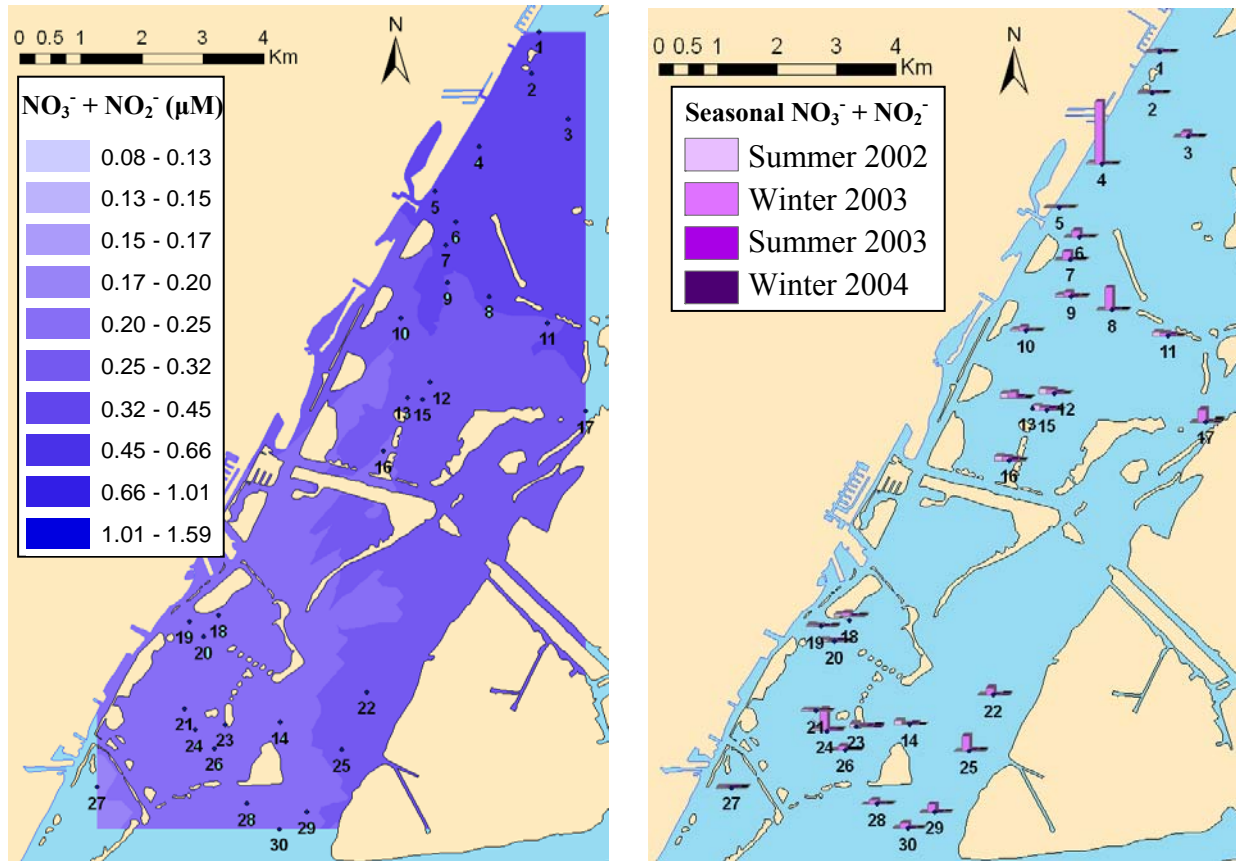 0 0.5 1 2 3 4
Km
N
NO₃⁻ + NO₂⁻ (µM)
0.08 - 0.13
0.13 - 0.15
0.15 - 0.17
0.17 - 0.20
0.20 - 0.25
0.25 - 0.32
0.32 - 0.45
0.45 - 0.66
0.66 - 1.01
1.01 - 1.59
1
2
3
4
5
6
7
9
8
10
11
12
13
15
17
16
18
19
20
22
21
24
23
14
26
25
27
28
29
30
0 0.5 1 2 3 4
Km
N
Seasonal NO₃⁻ + NO₂⁻
Summer 2002
Winter 2003
Summer 2003
Winter 2004
1
2
3
4
5
6
7
9
8
10
11
12
13
15
17
16
18
19
20
22
21
24
23
14
26
25
27
28
29
30